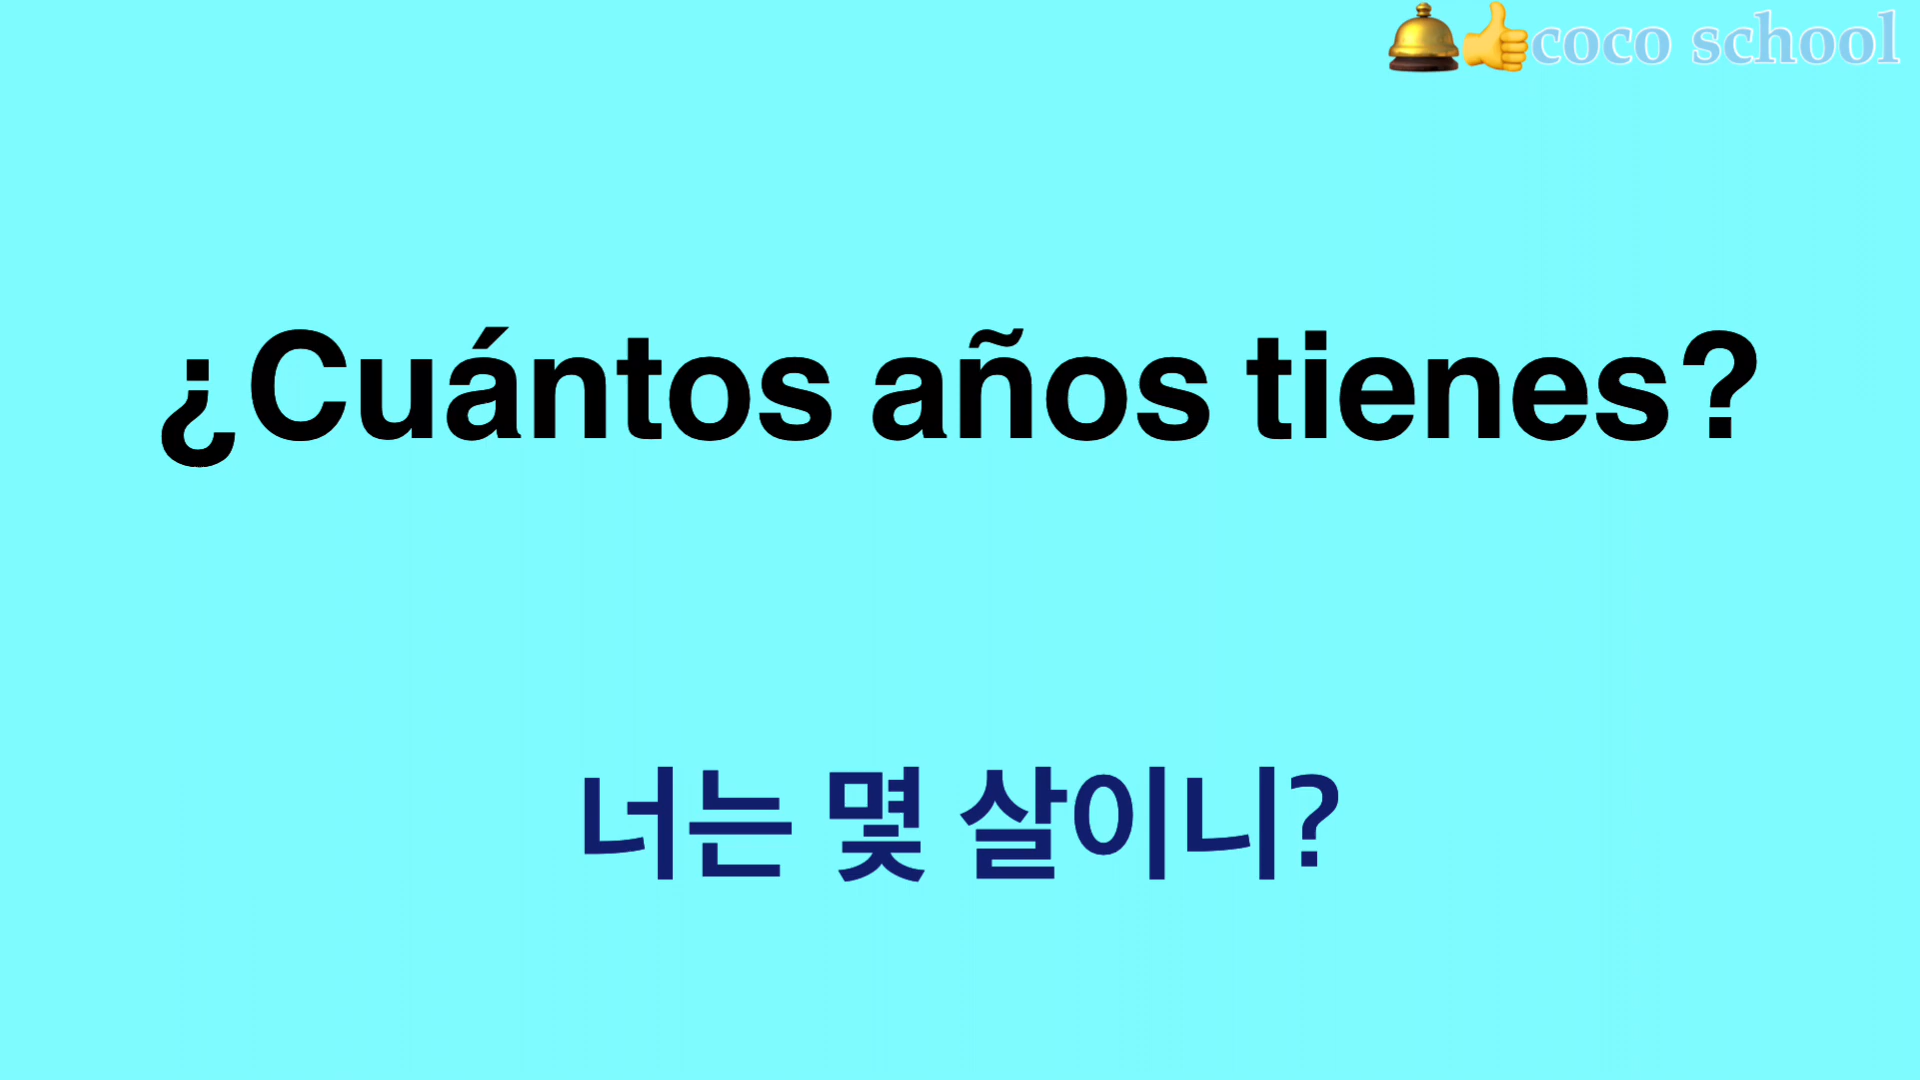 🛎👍coco school
¿Cuántos años tienes?
너는 몇 살이니?